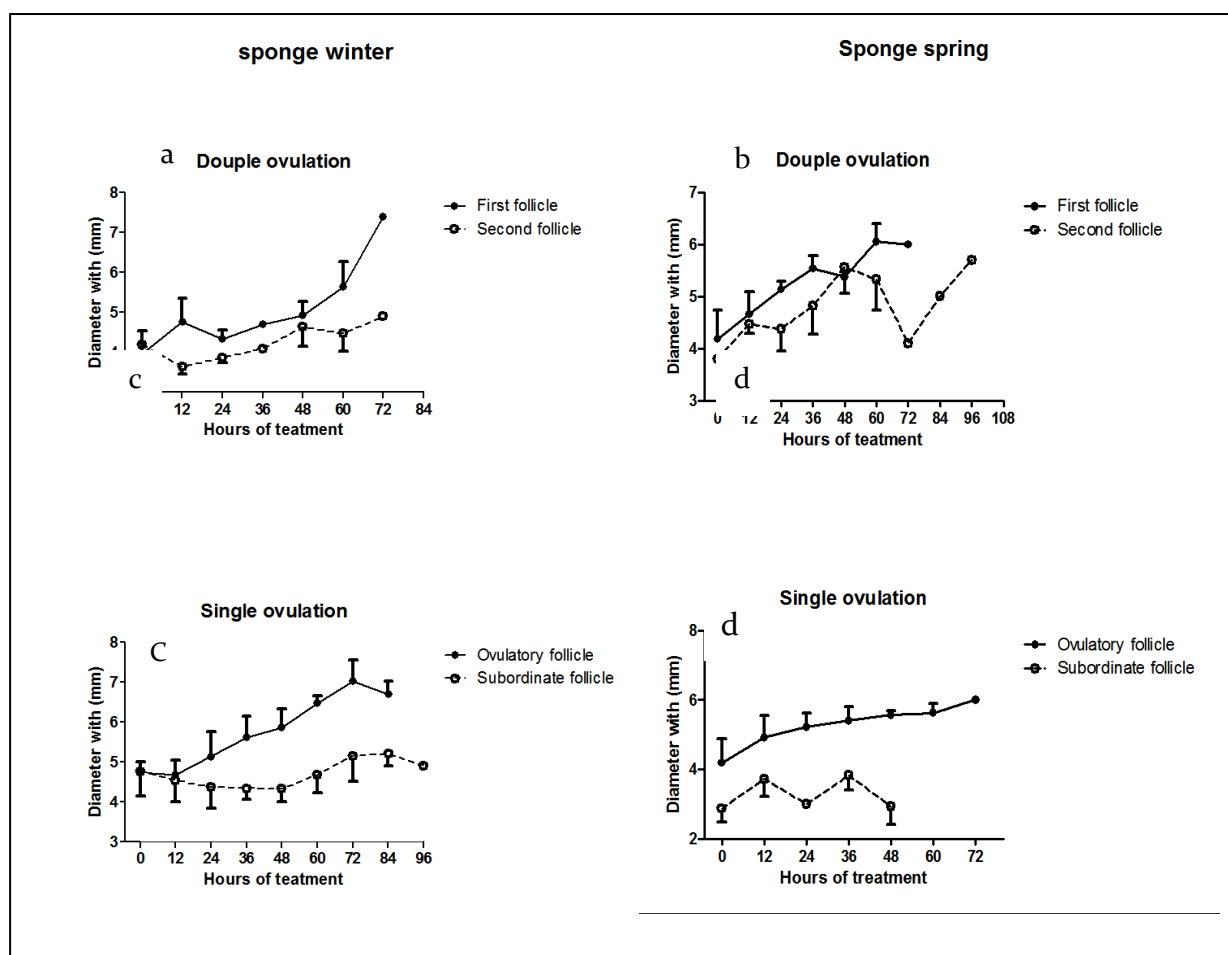 sponge winter
Sponge spring
a
Douple ovulation
First follicle
Second follicle
Diameter with (mm)
8
7
6
5
c
12 24 36 48 60 72 84
Hours of teatment
b
Douple ovulation
First follicle
Second follicle
Diameter with (mm)
7
6
5
4
3
d
24 36 48 60 72 84 96 108
Hours of teatment
Single ovulation
C
Ovulatory follicle
Subordinate follicle
Diameter with (mm)
8
7
6
5
4
3
0 12 24 36 48 60 72 84 96
Hours of teatment
Single ovulation
d
Ovulatory follicle
Subordinate follicle
Diameter with (mm)
8
6
4
2
0 12 24 36 48 60 72
Hours of treatment